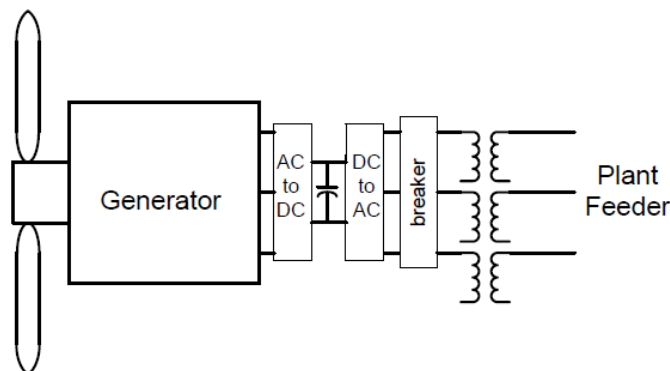 Generator
AC
to
DC
DC
to
AC
breaker
Plant
Feeder